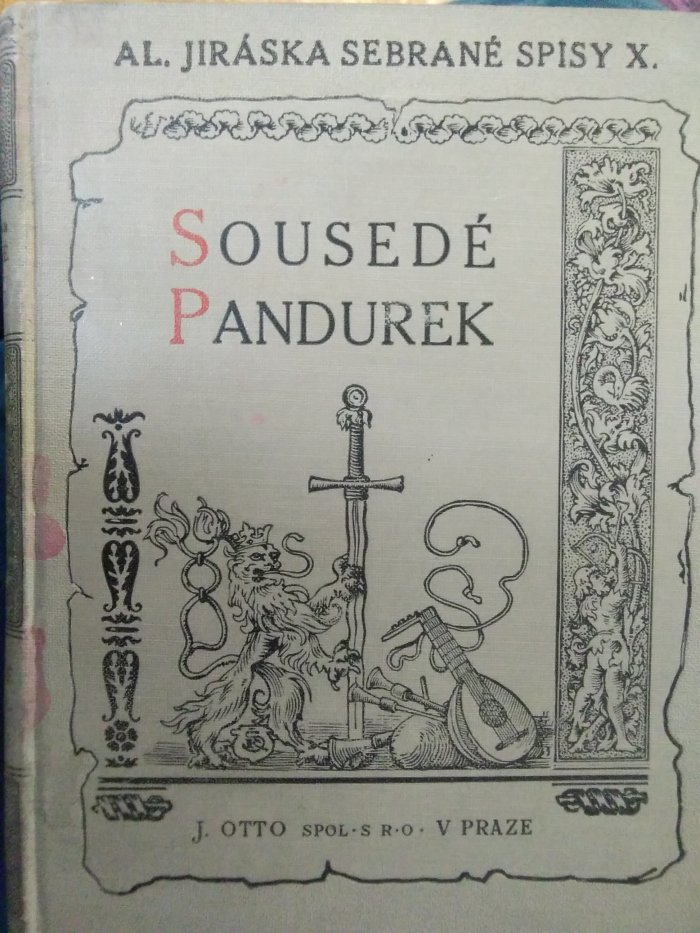 AL. JIRÁSKA SEBRANÉ SPISY X.
SOUSEDÉ
PANDUREK
J. OTTO SPOL·S R·O· V PRAZE